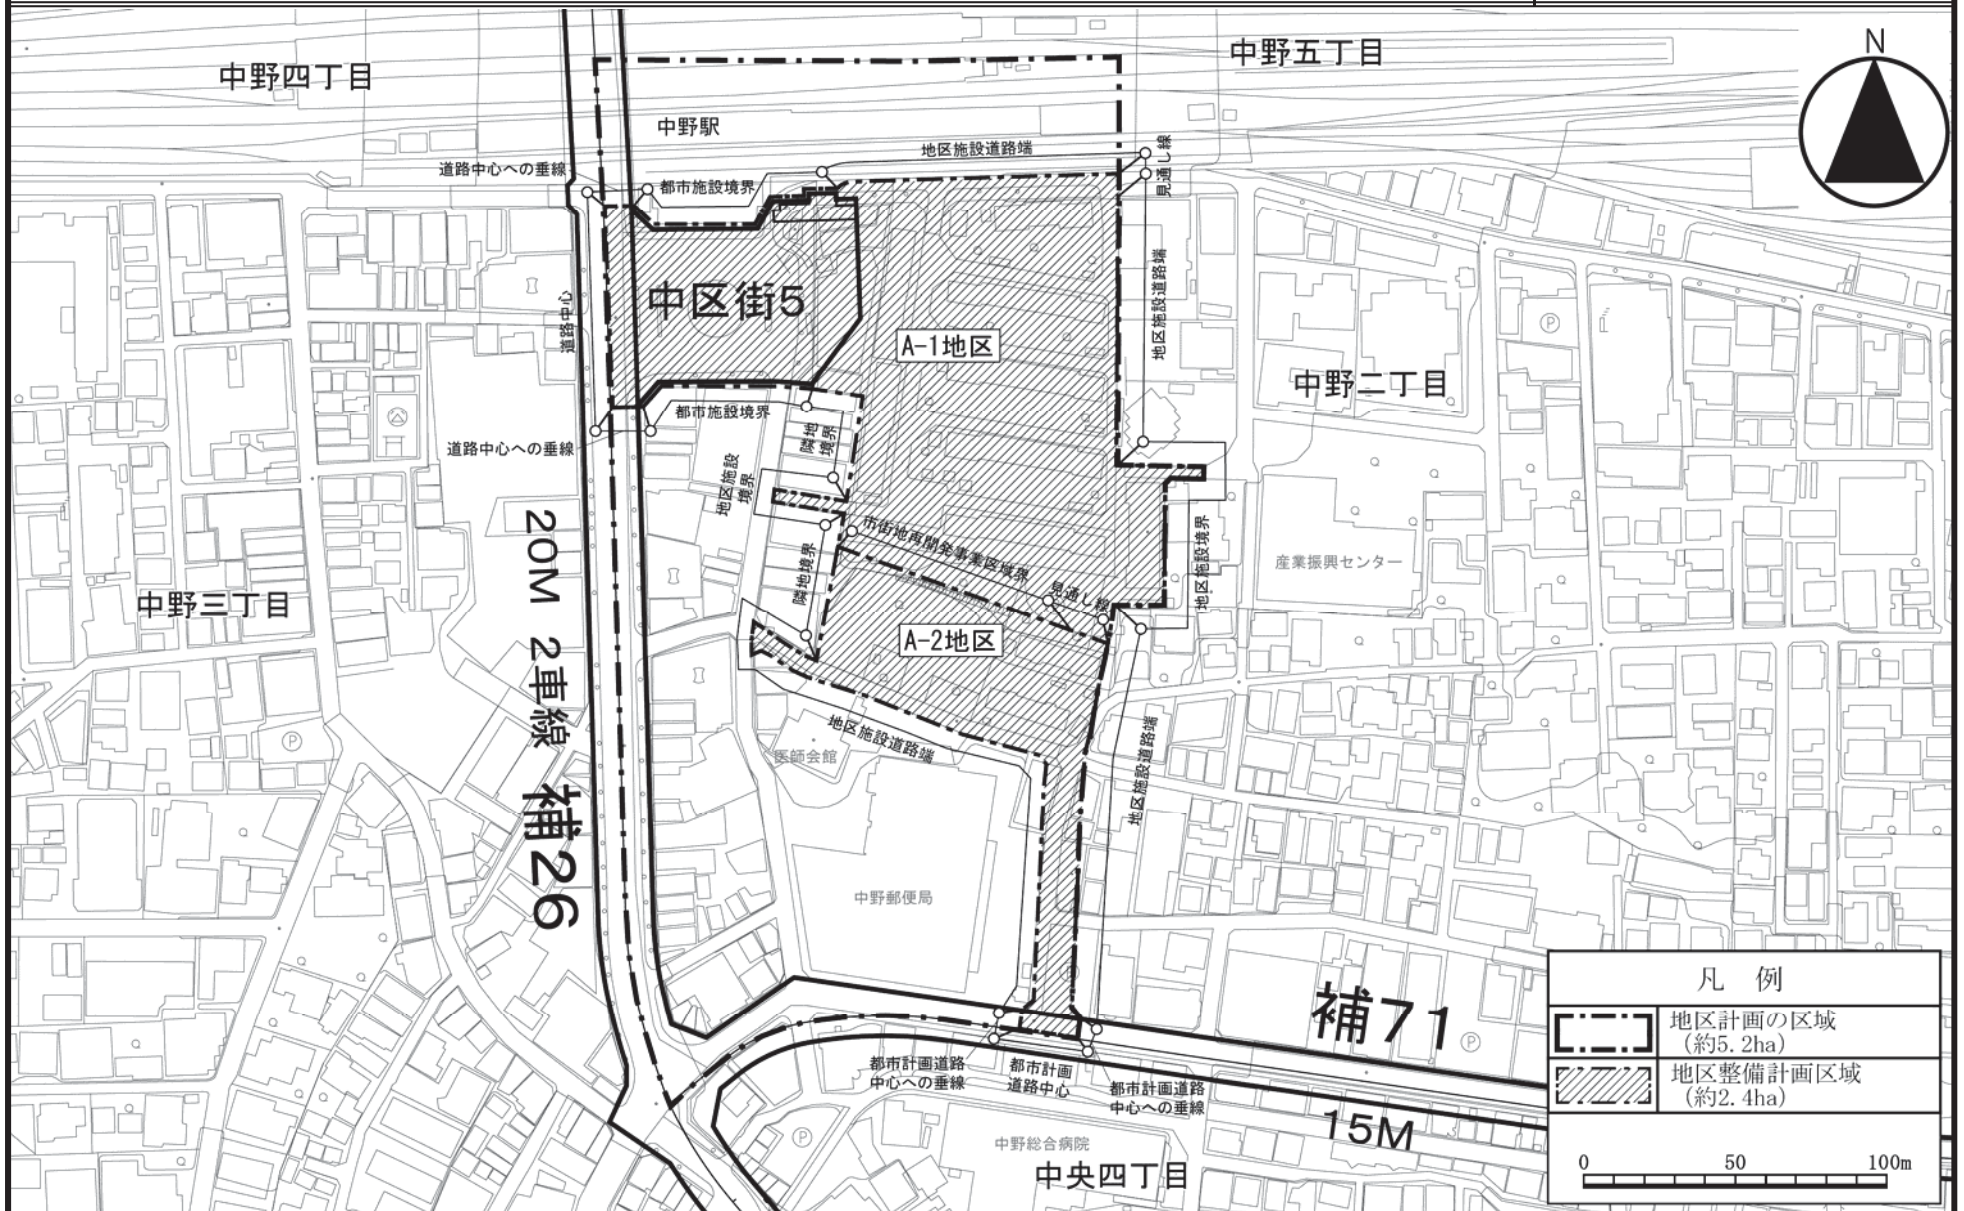 中野四丁目
中野五丁目
N
中野駅
地区施設道路端
見通し線
道路中心への垂線
都市施設境界
道路中心
中区街5
A-1地区
地区施設道路端
中野二丁目
都市施設境界
道路中心への垂線
隣地
境界
地区施設
境界
20M 2車線
補26
市街地再開発事業区域界
見通し線
隣地境界
地区施設境界
産業振興センター
中野三丁目
A-2地区
地区施設道路端
医師会館
地区施設道路端
中野郵便局
補71
15M
都市計画道路
中心への垂線
都市計画
道路中心
都市計画道路
中心への垂線
中野総合病院
中央四丁目
P
P
P
P
凡 例
地区計画の区域
(約5.2ha)
地区整備計画区域
(約2.4ha)
0 50 100m